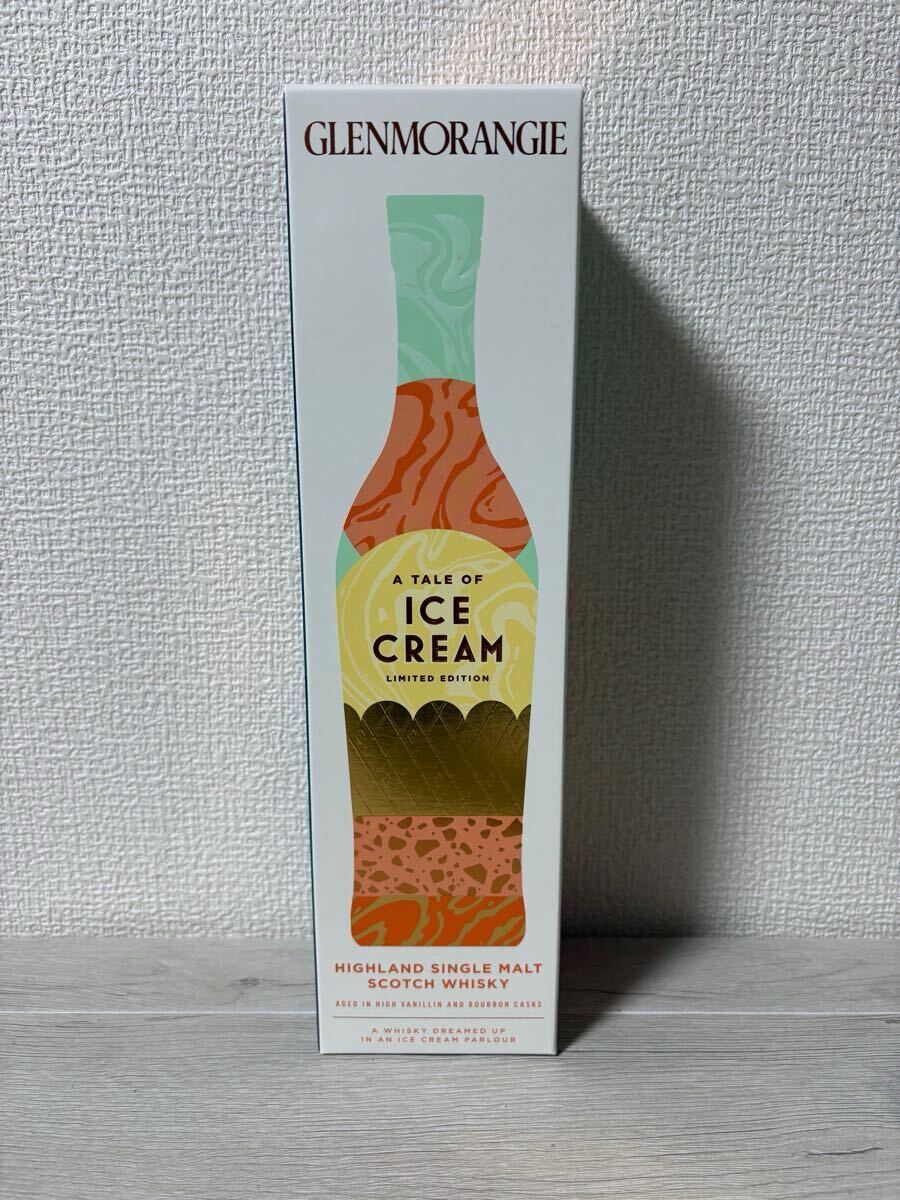 GLENMORANGIE
A TALE OF
ICE
CREAM
LIMITED EDITION
HIGHLAND SINGLE MALT
SCOTCH WHISKY
AGED IN HIGH VANILLIN AND BOURBON CASKS
A WHISKY DREAMED UP
IN AN ICE CREAM PARLOUR